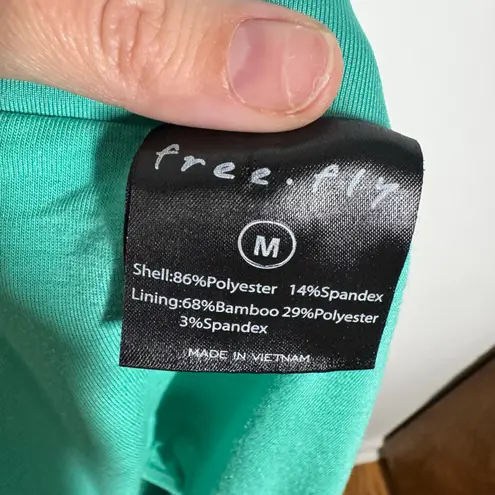 free.fly
M
Shell:86%Polyester 14%Spandex
Lining:68%Bamboo 29%Polyester
3%Spandex
MADE IN VIETNAM